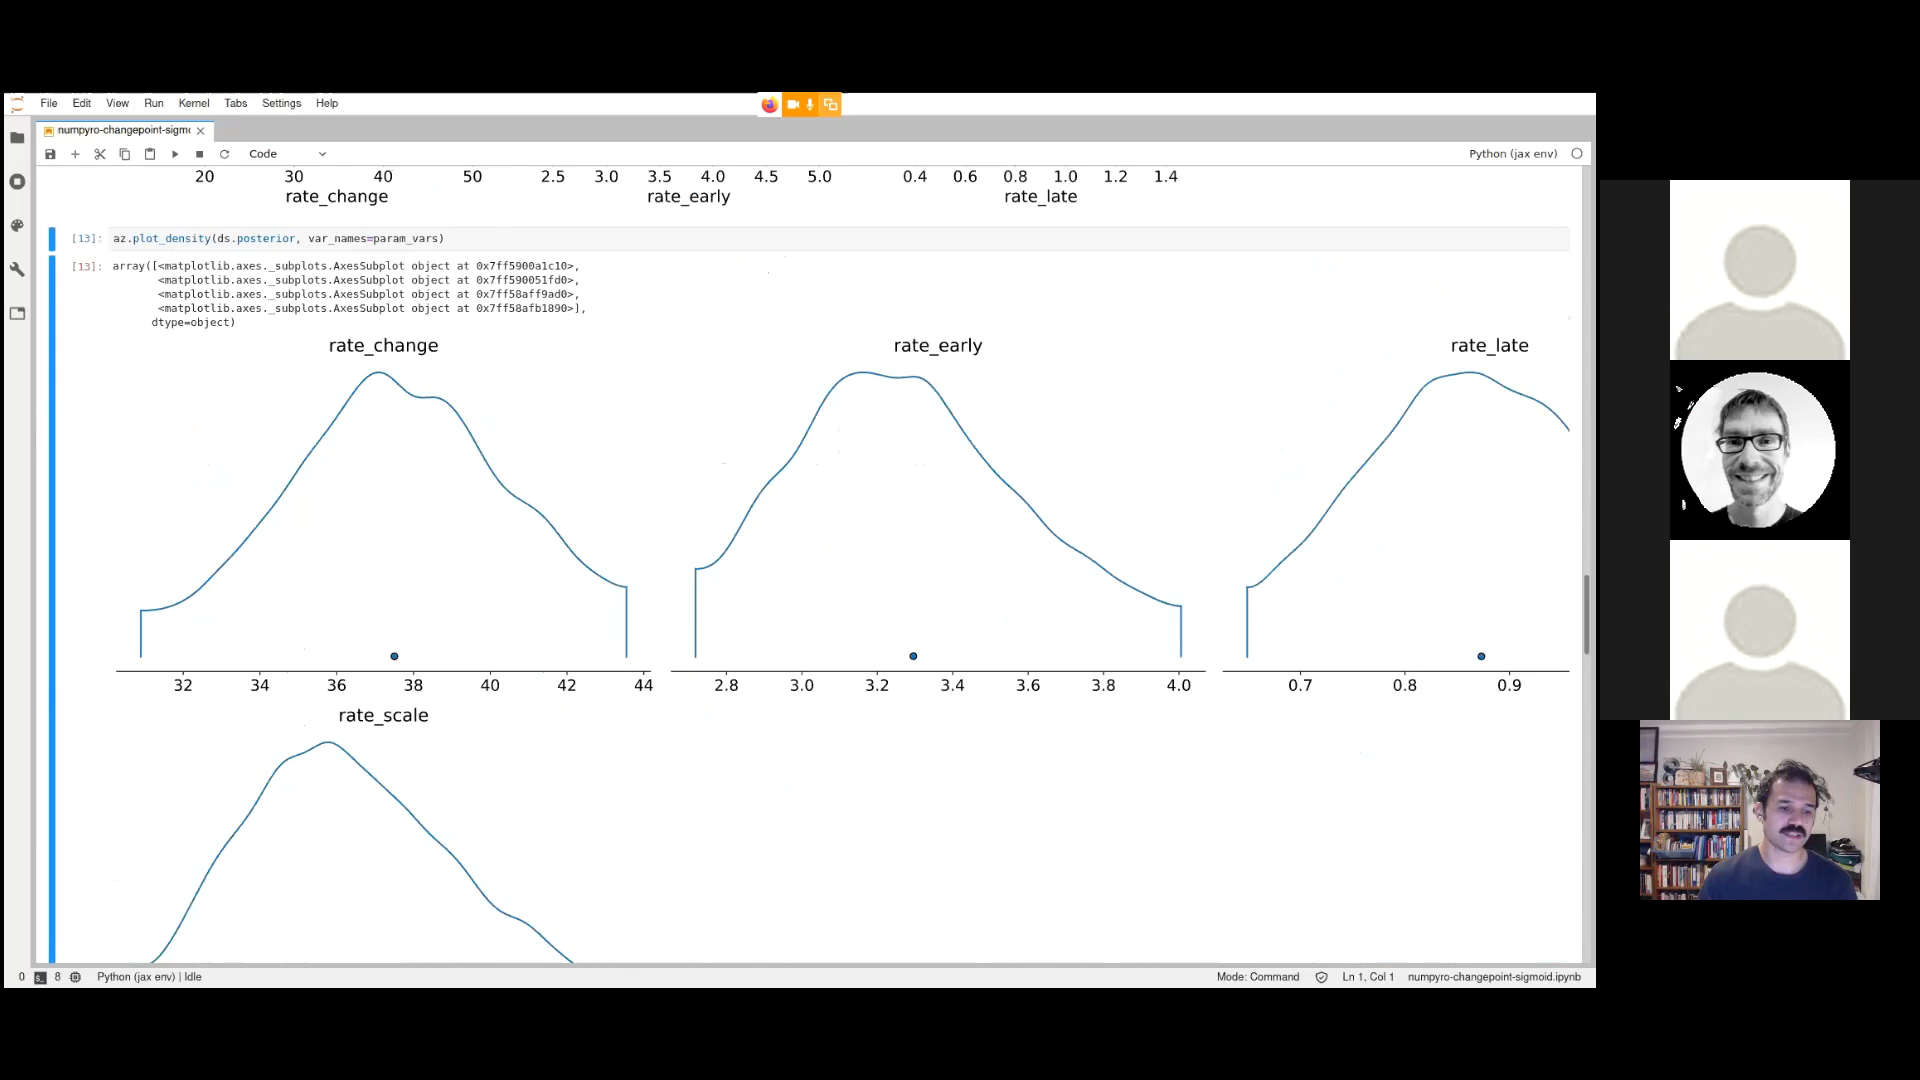 File Edit View Run Kernel Tabs Settings Help
numpyro-changepoint-sigmo
Code
Python (jax env)
20 30 40 50 2.5 3.0 3.5 4.0 4.5 5.0 0.4 0.6 0.8 1.0 1.2 1.4
rate_change rate_early rate_late
[13]: az.plot_density(ds.posterior, var_names=param_vars)
[13]: array([<matplotlib.axes._subplots.AxesSubplot object at 0x7ff5900a1c10>,
<matplotlib.axes._subplots.AxesSubplot object at 0x7ff590051fd0>,
<matplotlib.axes._subplots.AxesSubplot object at 0x7ff58aff9ad0>,
<matplotlib.axes._subplots.AxesSubplot object at 0x7ff58afb1890>],
dtype=object)
rate_change rate_early rate_late
32 34 36 38 40 42 44 2.8 3.0 3.2 3.4 3.6 3.8 4.0 0.7 0.8 0.9
rate_scale
0 8 Python (jax env) | Idle Mode: Command Ln 1, Col 1 numpyro-changepoint-sigmoid.ipynb